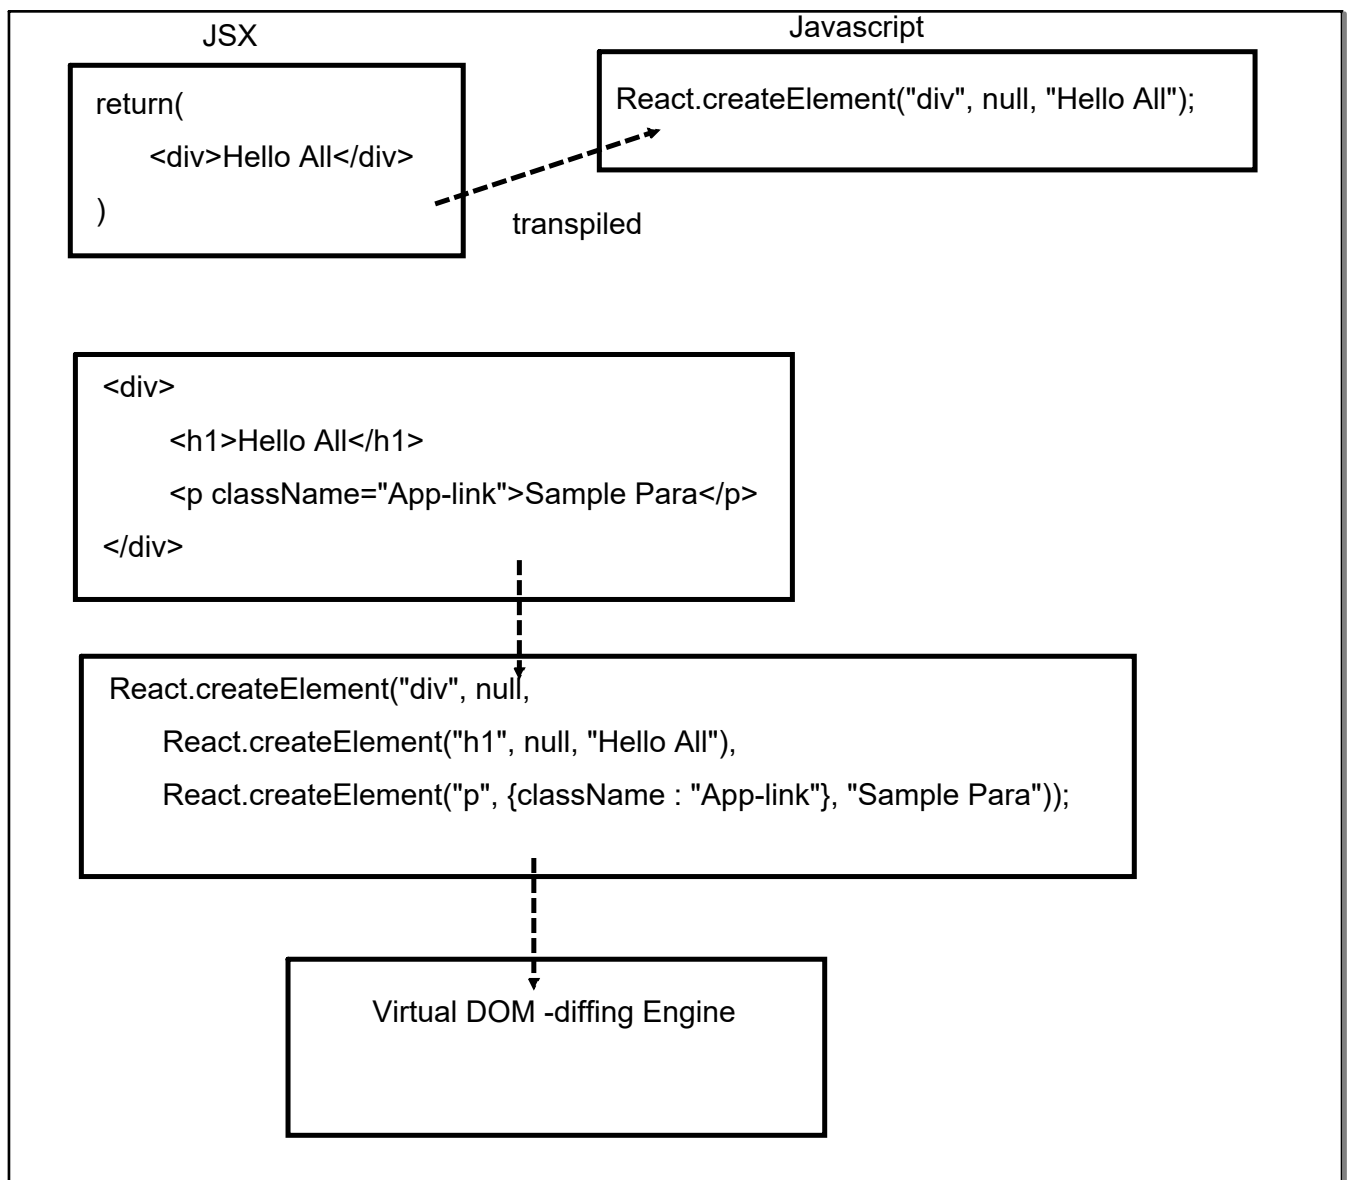 JSX
Javascript
return(
<div>Hello All</div>
)
React.createElement("div", null, "Hello All");
transpiled
<div>
<h1>Hello All</h1>
<p className="App-link">Sample Para</p>
</div>
React.createElement("div", null,
React.createElement("h1", null, "Hello All"),
React.createElement("p", {className : "App-link"}, "Sample Para"));
Virtual DOM -diffing Engine